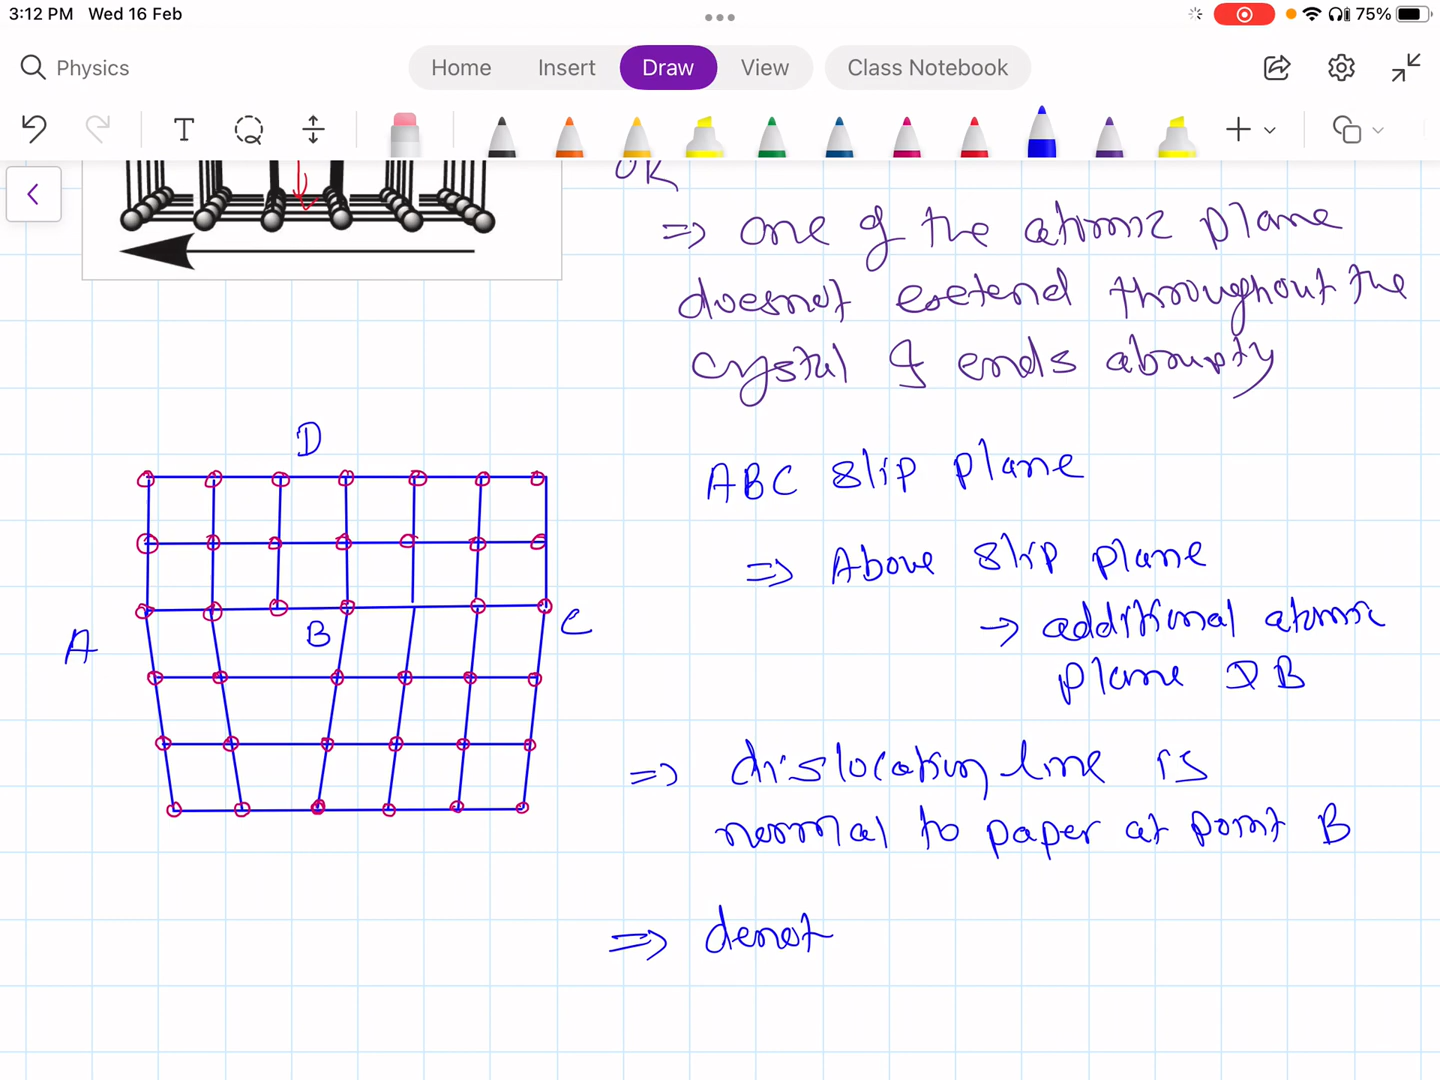 3:12 PM Wed 16 Feb
75%
Physics
Home Insert Draw View Class Notebook
T
OR
⇒ one of the atomic plane
doesnot extend throughout the
crystal & ends abrupty
D
ABC slip plane
⇒ Above slip plane
B
C
→ additional atomic
A
plane DB
⇒ dislocation line is
normal to paper at point B
⇒ denot